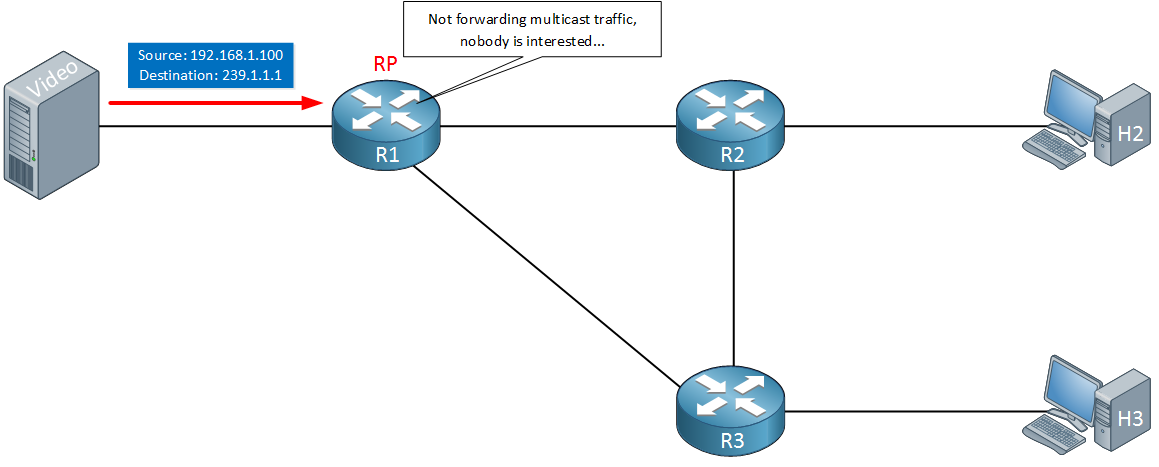 Not forwarding multicast traffic,
nobody is interested...
Source: 192.168.1.100
Destination: 239.1.1.1
RP
Video
R1
R2
H2
R3
H3